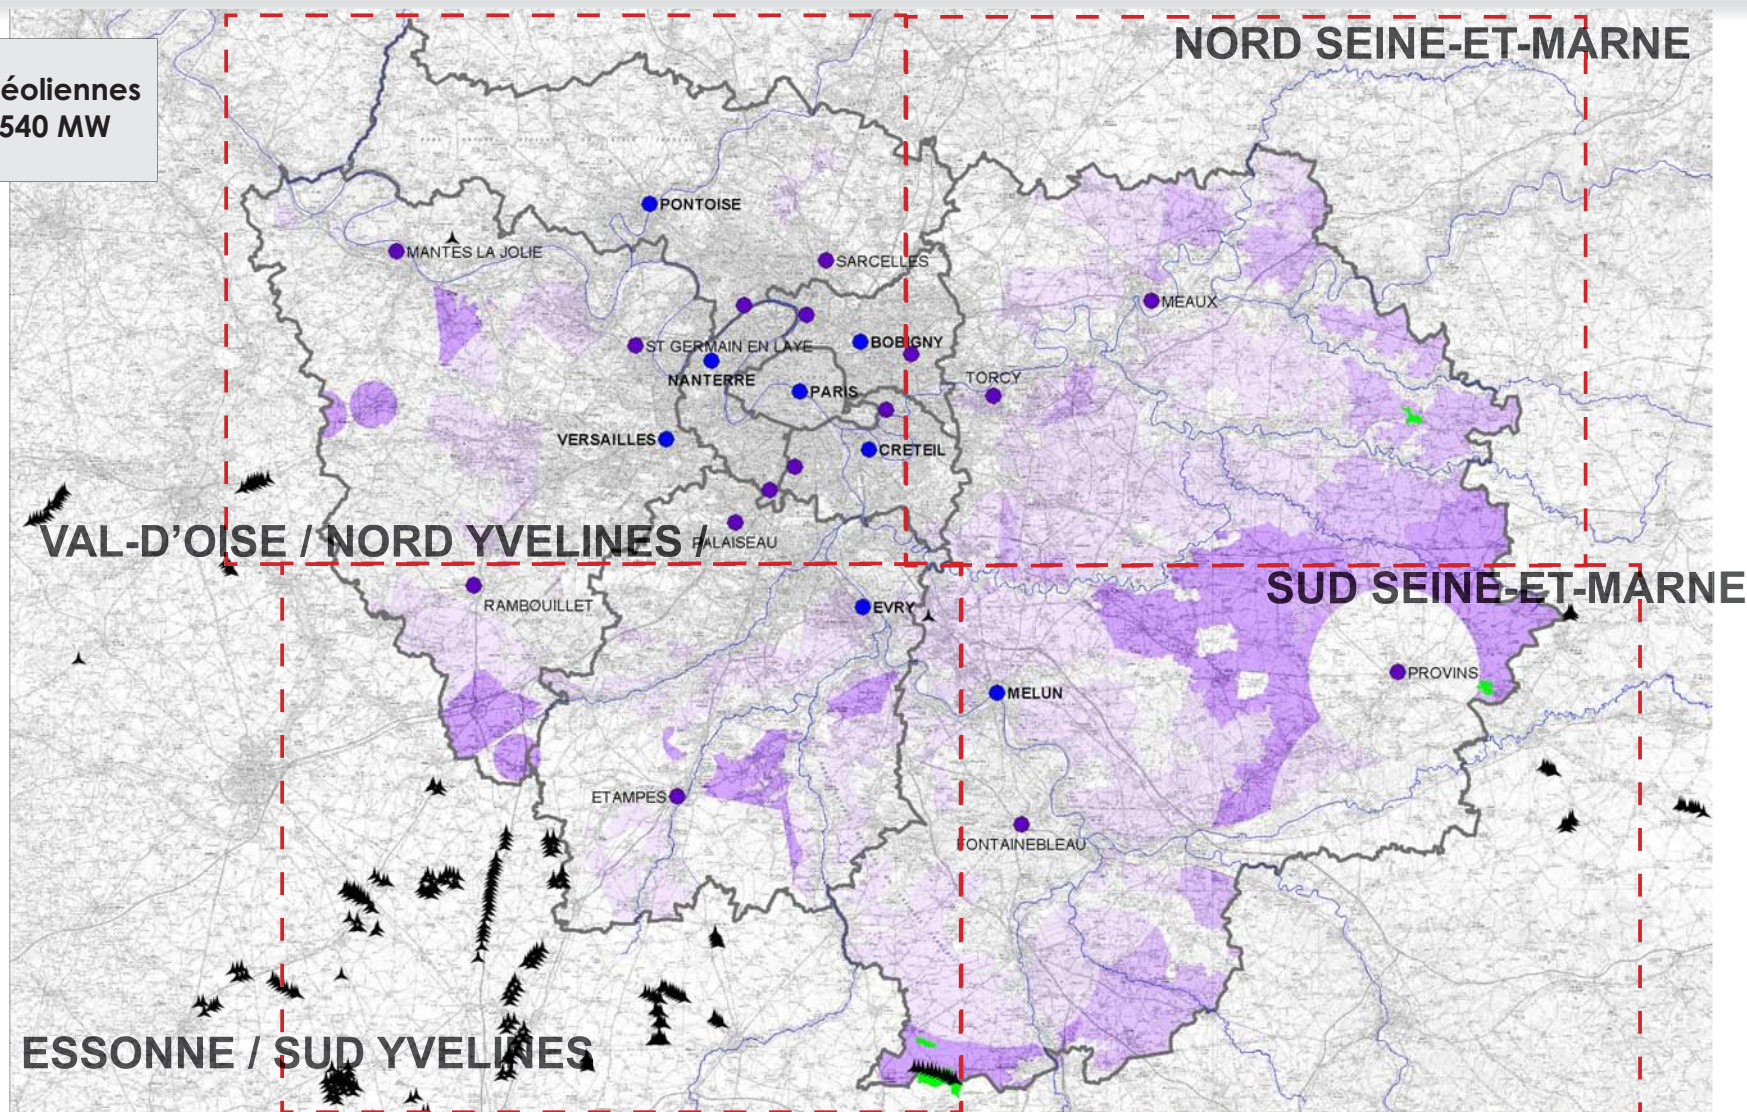 NORD SEINE-ET-MARNE
éoliennes
540 MW
PONTOISE
MANTES LA JOLIE
SARCELLES
MEAUX
ST GERMAIN EN LAYE
BOBIGNY
NANTERRE
PARIS
TORCY
VERSAILLES
CRETEIL
VAL-D'OISE / NORD YVELINES /
PALAISEAU
SUD SEINE-ET-MARNE
RAMBOUILLET
EVRY
PROVINS
MELUN
ETAMPES
FONTAINEBLEAU
ESSONNE / SUD YVELINES